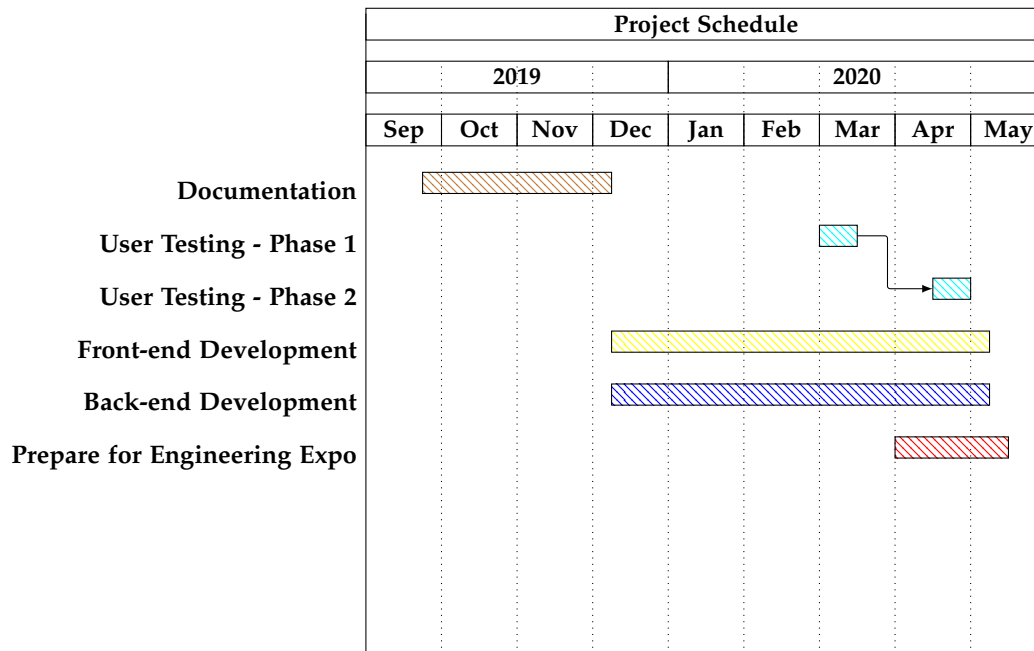 Project Schedule
2019 2020
Sep Oct Nov Dec Jan Feb Mar Apr May
Documentation
User Testing - Phase 1
User Testing - Phase 2
Front-end Development
Back-end Development
Prepare for Engineering Expo